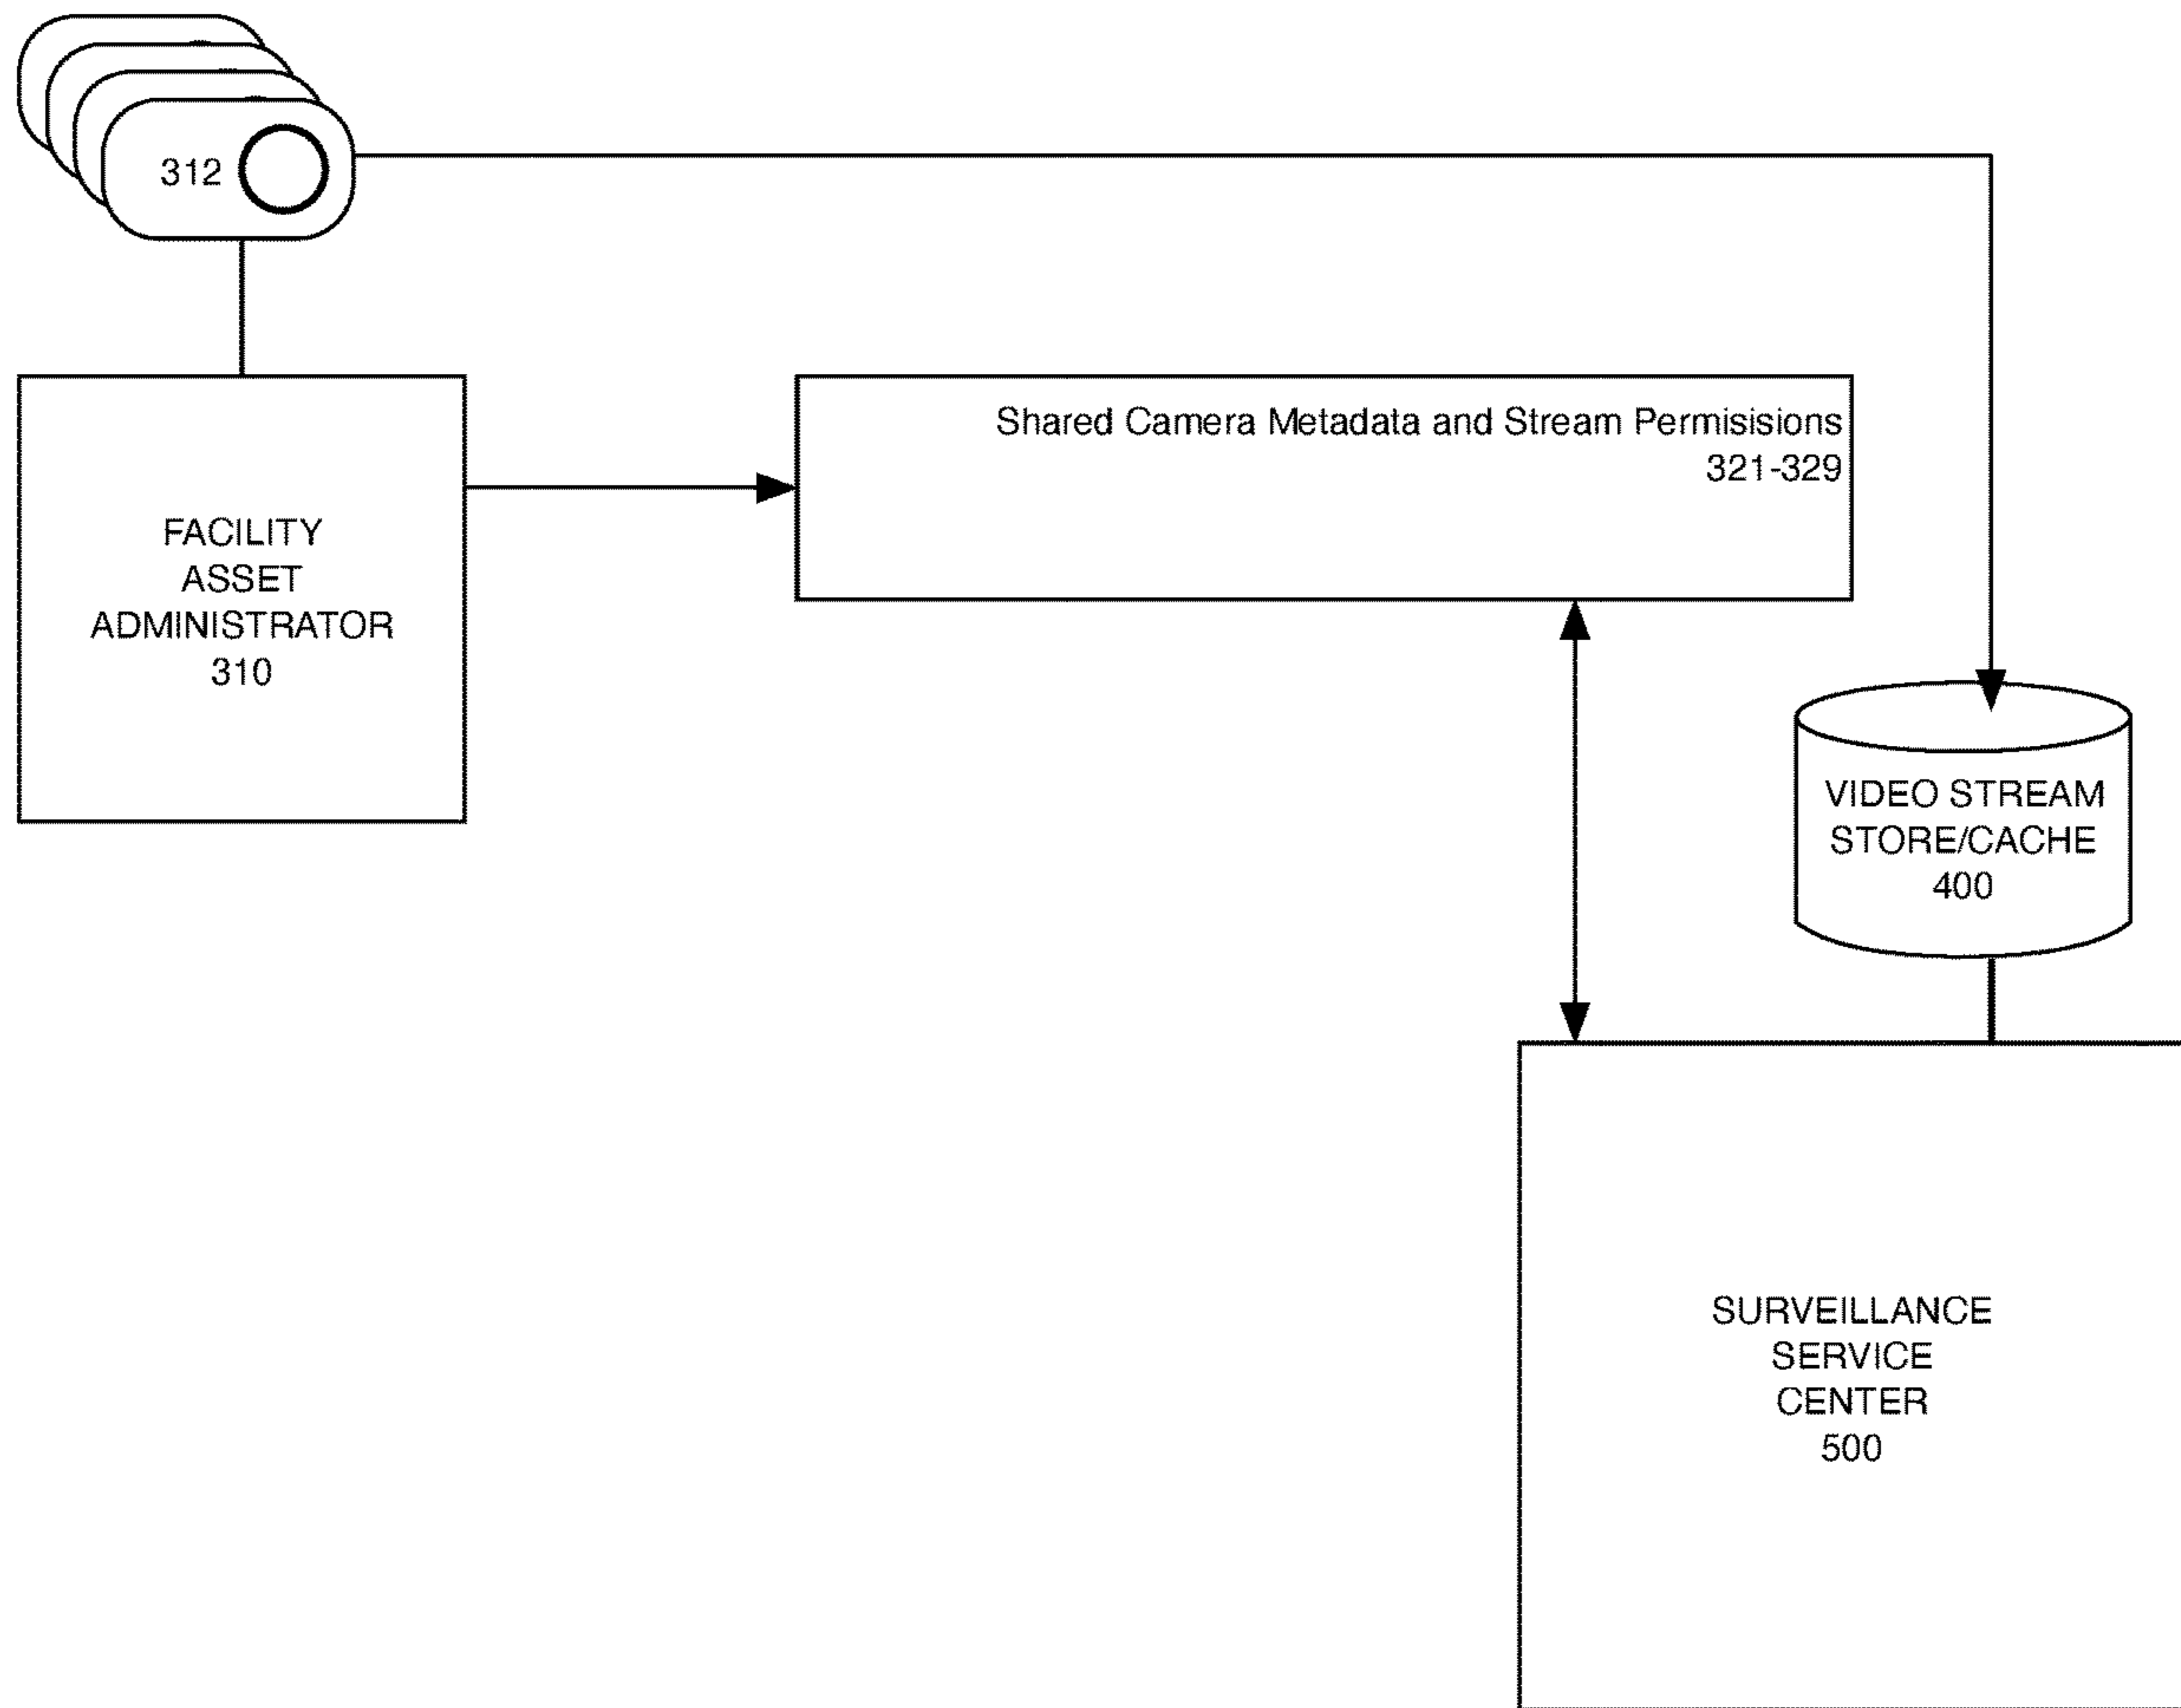 312
Shared Camera Metadata and Stream Permisisions
321-329
FACILITY
ASSET
ADMINISTRATOR
310
VIDEO STREAM
STORE/CACHE
400
SURVEILLANCE
SERVICE
CENTER
500